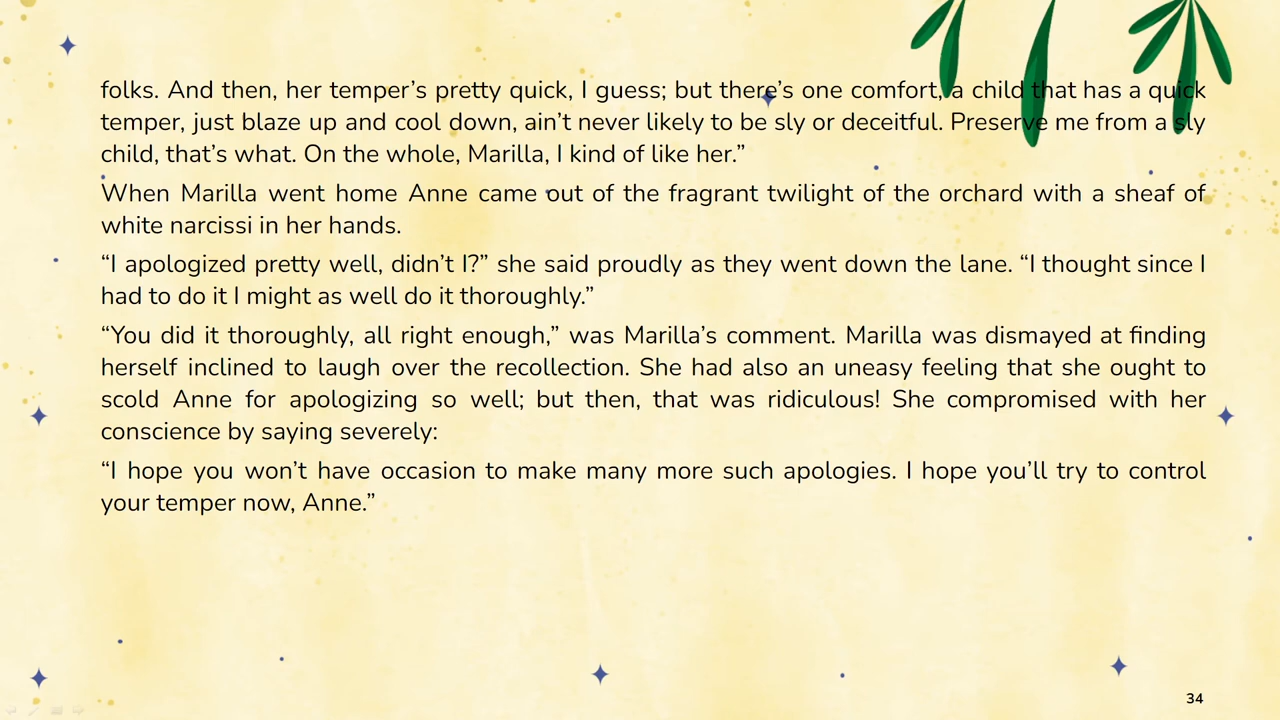 folks. And then, her temper’s pretty quick, I guess; but there’s one comfort, a child that has a quick
temper, just blaze up and cool down, ain’t never likely to be sly or deceitful. Preserve me from a sly
child, that’s what. On the whole, Marilla, I kind of like her.”
When Marilla went home Anne came out of the fragrant twilight of the orchard with a sheaf of
white narcissi in her hands.
“I apologized pretty well, didn’t I?” she said proudly as they went down the lane. “I thought since I
had to do it I might as well do it thoroughly.”
“You did it thoroughly, all right enough,” was Marilla’s comment. Marilla was dismayed at finding
herself inclined to laugh over the recollection. She had also an uneasy feeling that she ought to
scold Anne for apologizing so well; but then, that was ridiculous! She compromised with her
conscience by saying severely:
“I hope you won’t have occasion to make many more such apologies. I hope you’ll try to control
your temper now, Anne.”
34